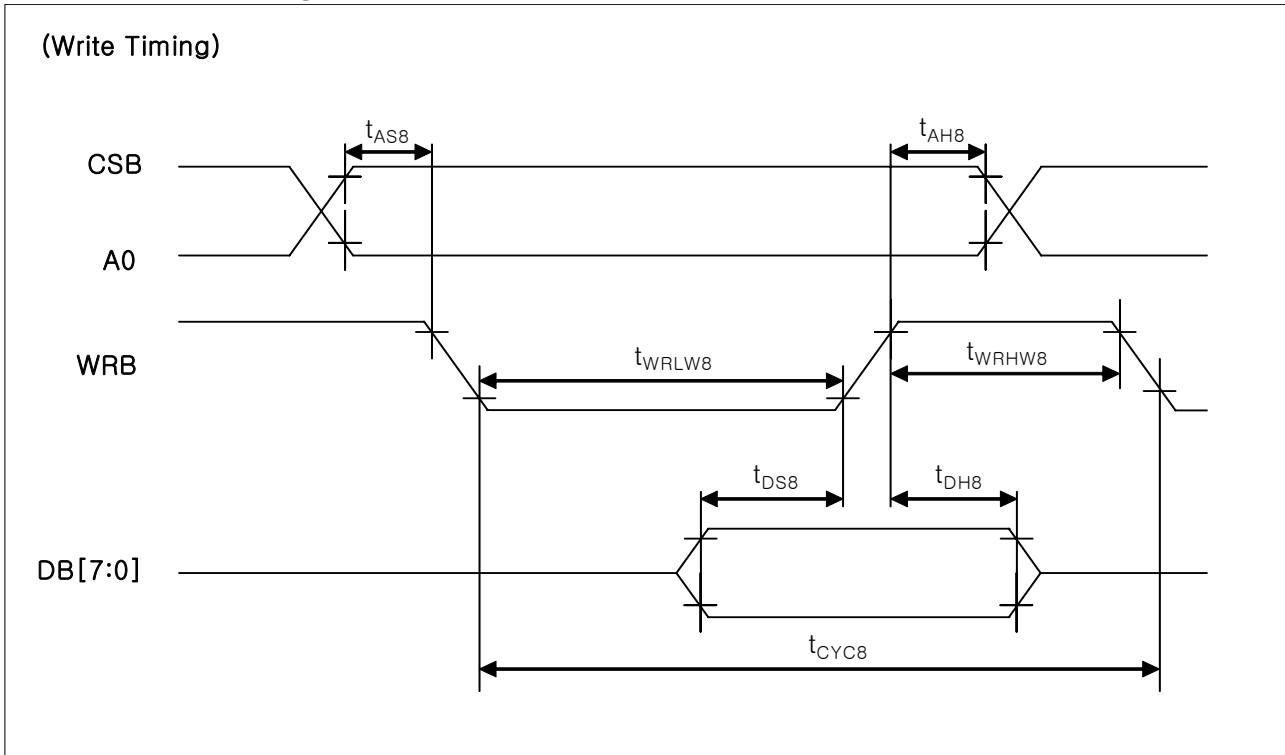 (Write Timing)
tAS8
tAH8
CSB
A0
WRB
tWRLW8
tWRHW8
tDS8
tDH8
DB[7:0]
tCYC8